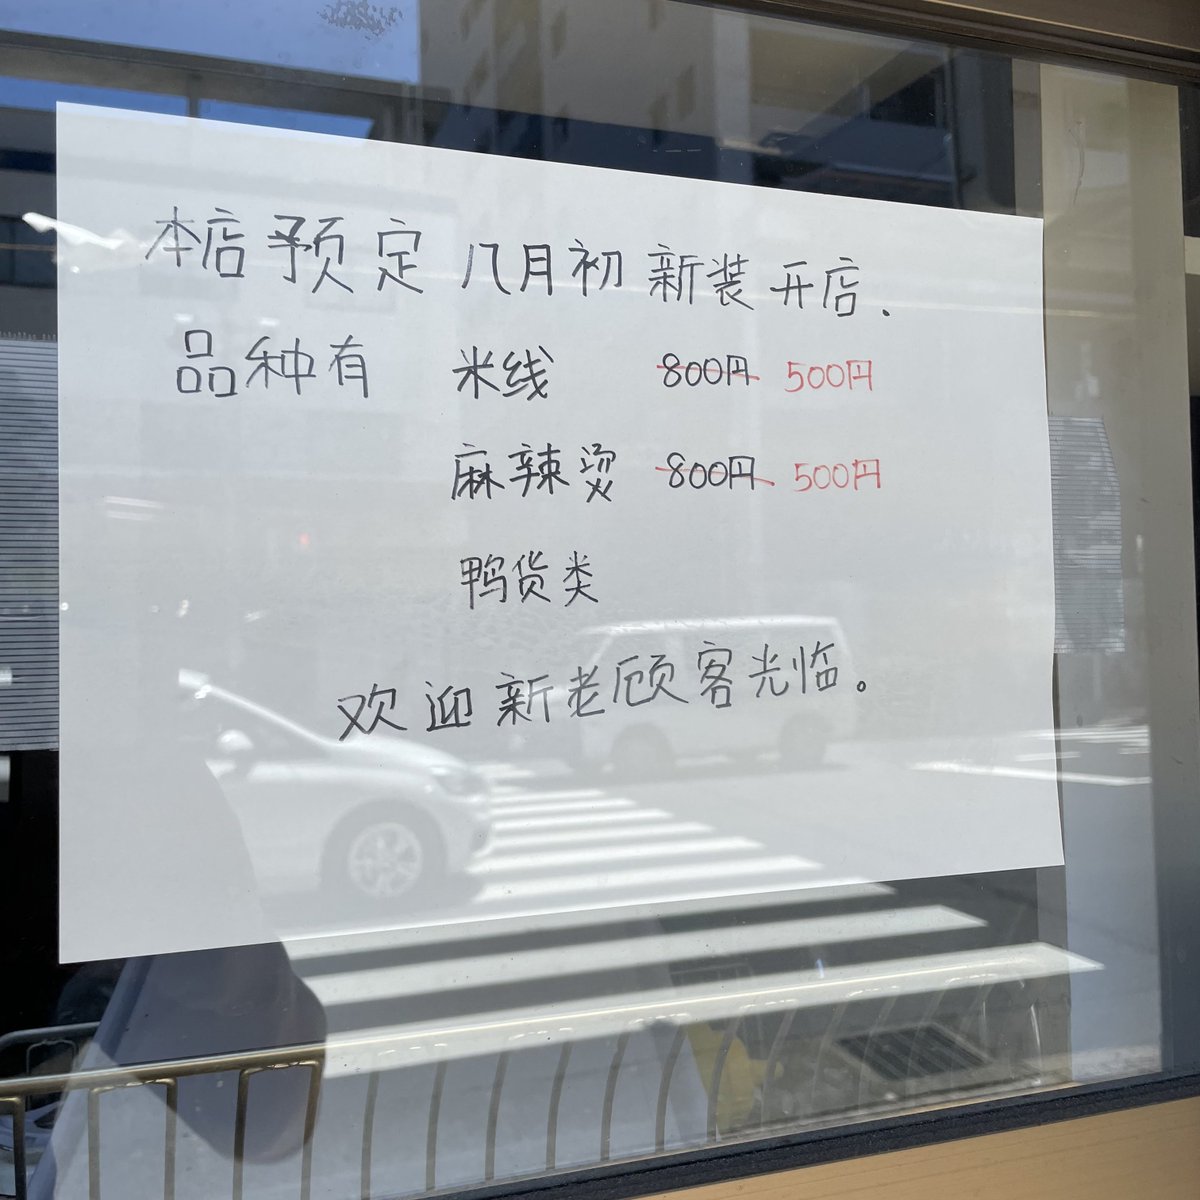 本店预定 八月初 新装开店.
品种有 米线 800円 500円
麻辣烫 800円 500円
鸭货类
欢迎新老顾客光临。